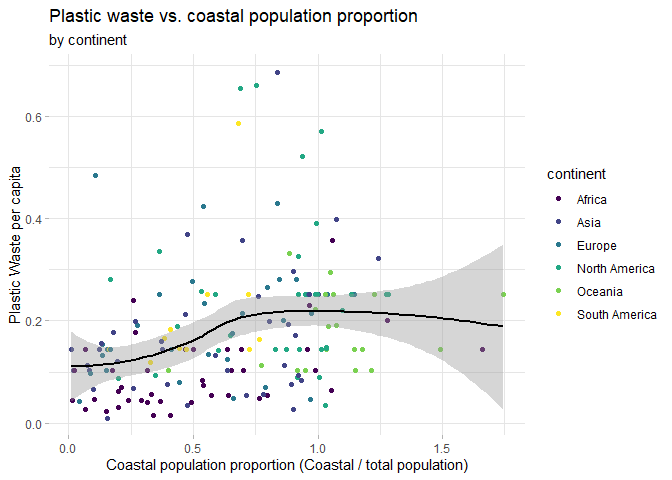 Plastic waste vs. coastal population proportion
by continent
Plastic Waste per capita
0.6
0.4
0.2
0.0
0.0 0.5 1.0 1.5
Coastal population proportion (Coastal / total population)
continent
Africa
Asia
Europe
North America
Oceania
South America